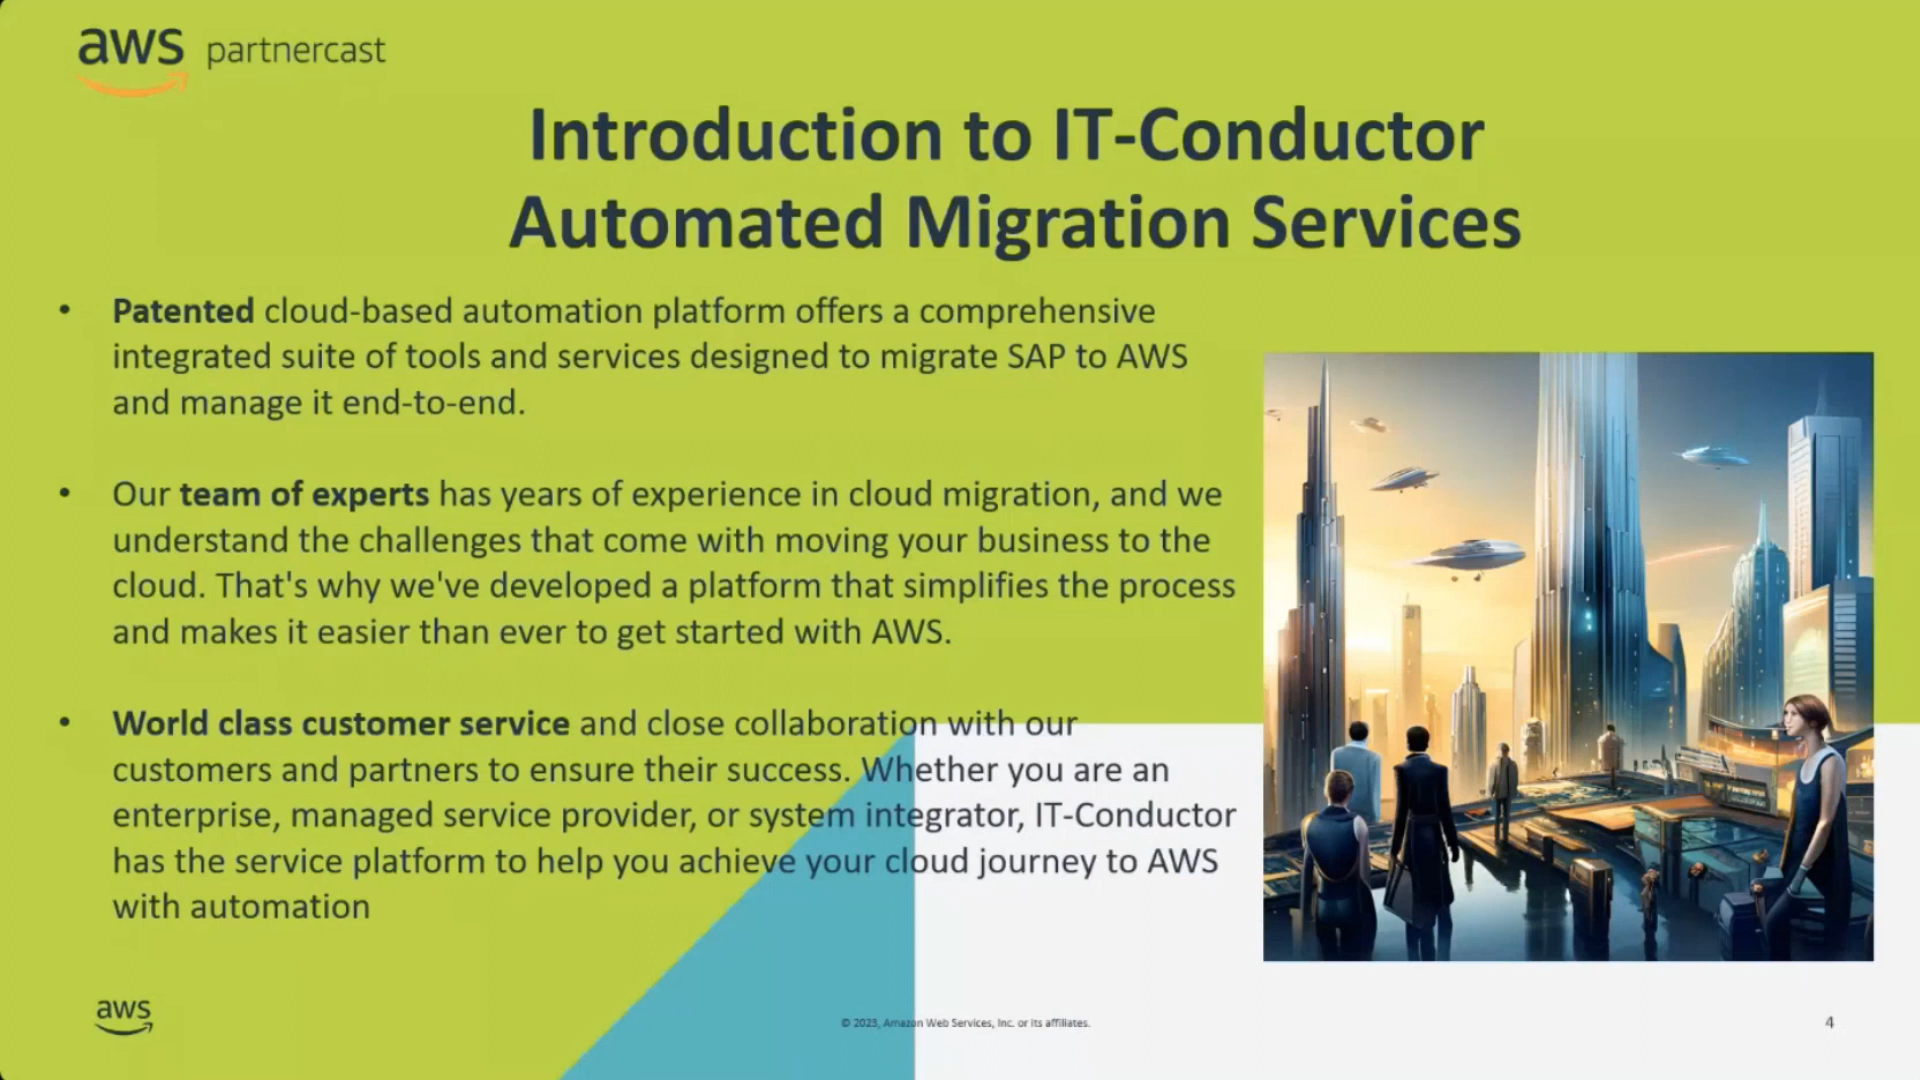 aws partnercast
Introduction to IT-Conductor
Automated Migration Services
• Patented cloud-based automation platform offers a comprehensive
integrated suite of tools and services designed to migrate SAP to AWS
and manage it end-to-end.
• Our team of experts has years of experience in cloud migration, and we
understand the challenges that come with moving your business to the
cloud. That's why we've developed a platform that simplifies the process
and makes it easier than ever to get started with AWS.
• World class customer service and close collaboration with our
customers and partners to ensure their success. Whether you are an
enterprise, managed service provider, or system integrator, IT-Conductor
has the service platform to help you achieve your cloud journey to AWS
with automation
aws
© 2023, Amazon Web Services, Inc. or its affiliates.
4